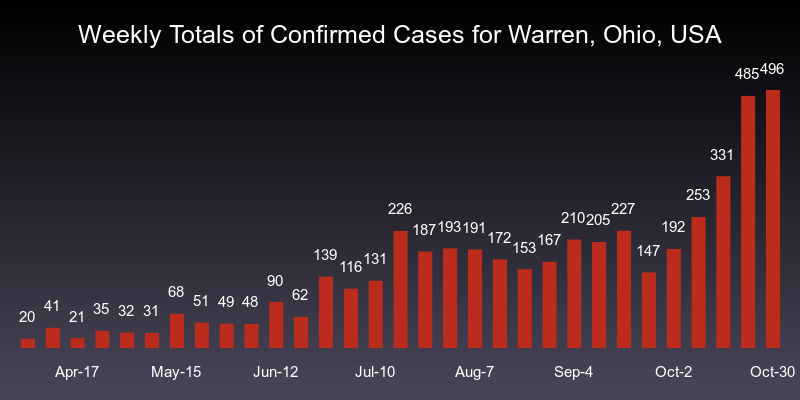 Weekly Totals of Confirmed Cases for Warren, Ohio, USA
20 41 21 35 32 31 68 51 49 48 90 62 139 116 131 226 187 193 191 172 153 167 210 205 227 147 192 253 331 485 496
Apr-17 May-15 Jun-12 Jul-10 Aug-7 Sep-4 Oct-2 Oct-30